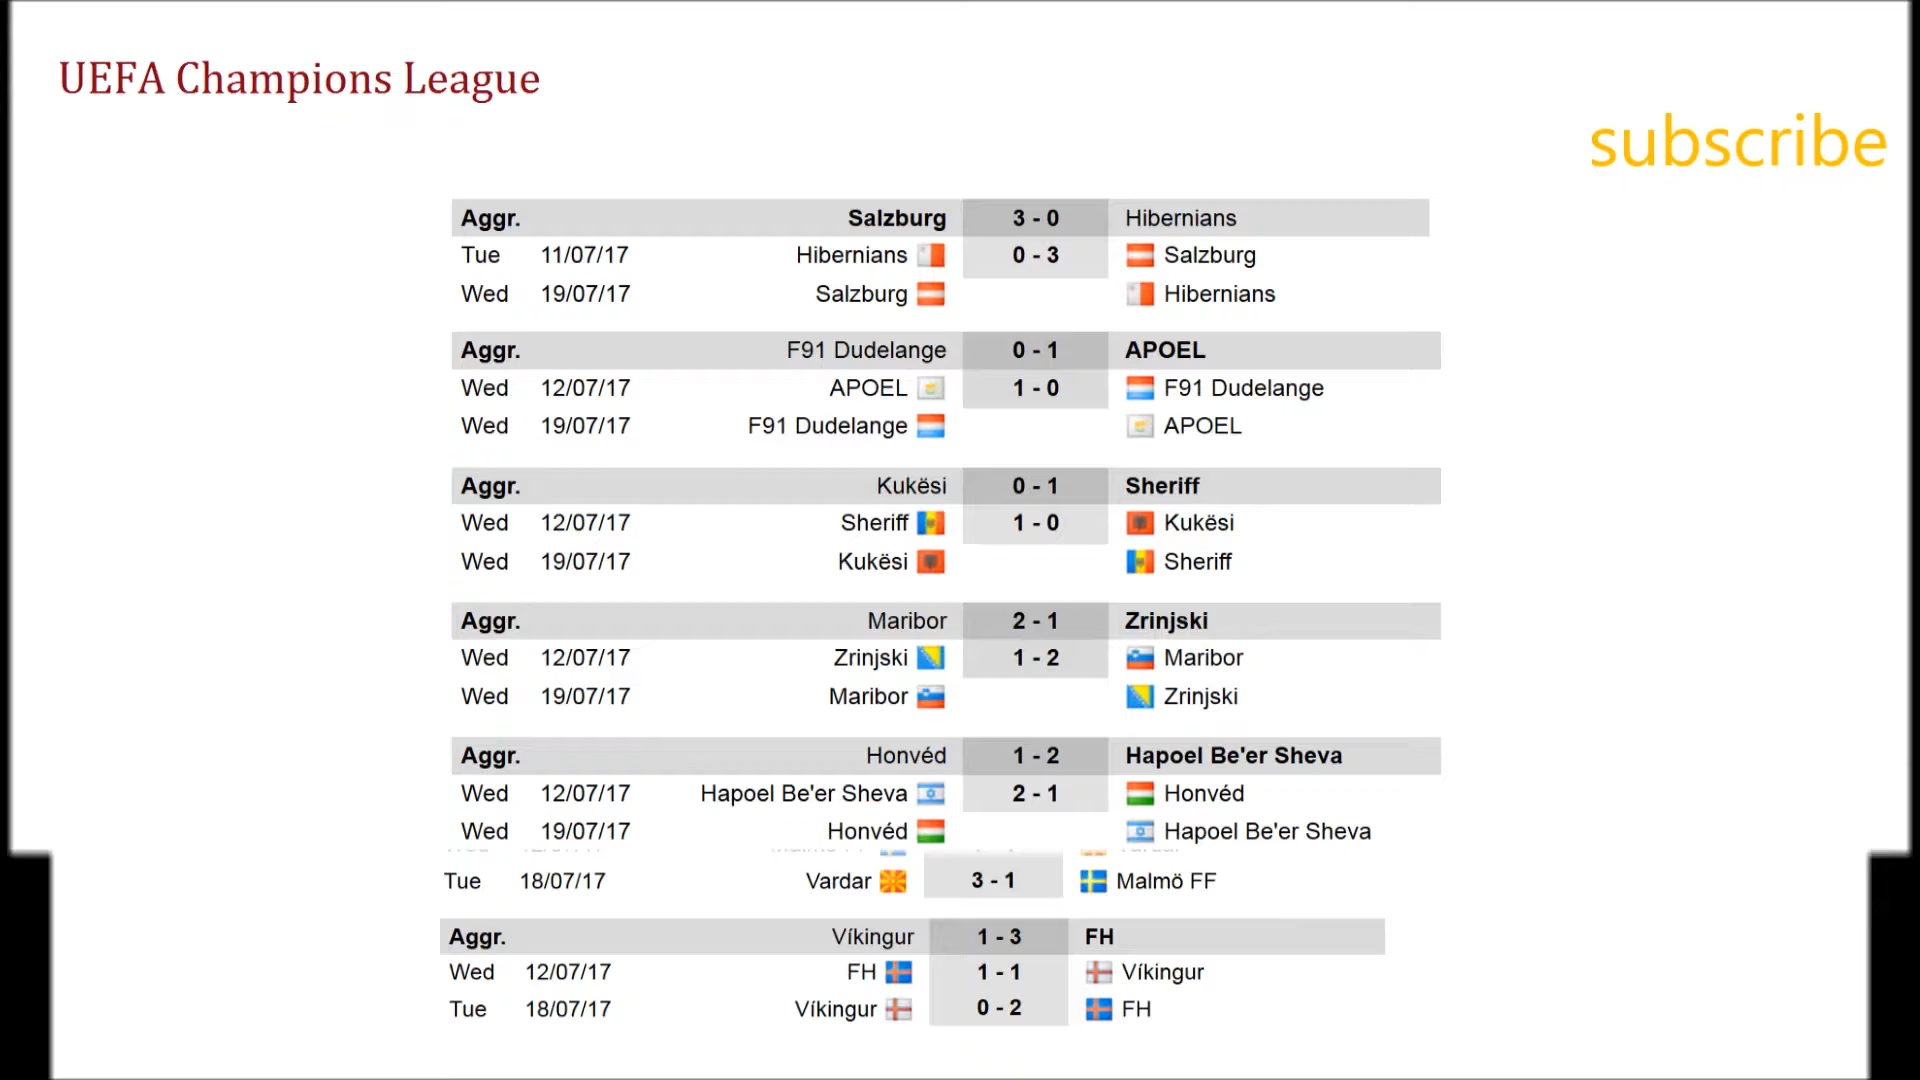 UEFA Champions League
subscribe
Aggr. Salzburg 3 - 0 Hibernians
Tue 11/07/17 Hibernians 0 - 3 Salzburg
Wed 19/07/17 Salzburg Hibernians
Aggr. F91 Dudelange 0 - 1 APOEL
Wed 12/07/17 APOEL 1 - 0 F91 Dudelange
Wed 19/07/17 F91 Dudelange APOEL
Aggr. Kukësi 0 - 1 Sheriff
Wed 12/07/17 Sheriff 1 - 0 Kukësi
Wed 19/07/17 Kukësi Sheriff
Aggr. Maribor 2 - 1 Zrinjski
Wed 12/07/17 Zrinjski 1 - 2 Maribor
Wed 19/07/17 Maribor Zrinjski
Aggr. Honvéd 1 - 2 Hapoel Be'er Sheva
Wed 12/07/17 Hapoel Be'er Sheva 2 - 1 Honvéd
Wed 19/07/17 Honvéd Hapoel Be'er Sheva
Tue 18/07/17 Vardar 3 - 1 Malmö FF
Aggr. Víkingur 1 - 3 FH
Wed 12/07/17 FH 1 - 1 Víkingur
Tue 18/07/17 Víkingur 0 - 2 FH